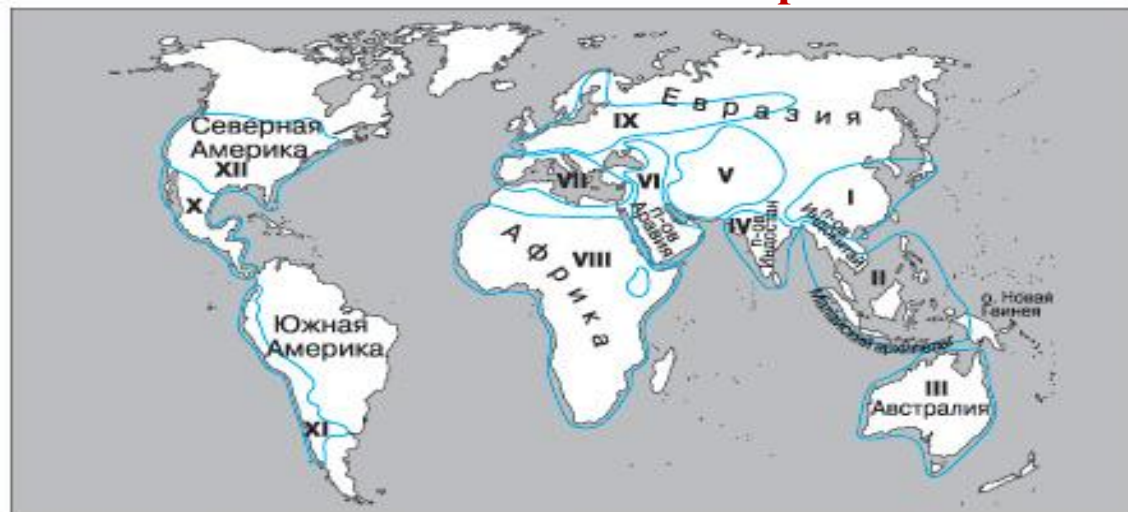 Е в р а з и я
Северная
Америка
XII
IX
X
VII
VI
V
I
IV
п-ов
Аравия
п-ов
Индостан
п-ов
Индокитай
Африка
VIII
II
о. Новая
Гвинея
Малайский архипелаг
Южная
Америка
XI
III
Австралия